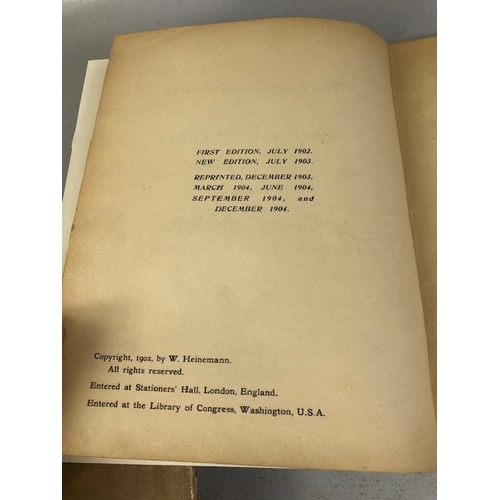 FIRST EDITION, JULY 1902.
NEW EDITION, JULY 1903.
REPRINTED, DECEMBER 1903,
MARCH 1904, JUNE 1904,
SEPTEMBER 1904, and
DECEMBER 1904.
Copyright, 1902, by W. Heinemann.
All rights reserved.
Entered at Stationers' Hall, London, England.
Entered at the Library of Congress, Washington, U.S.A.